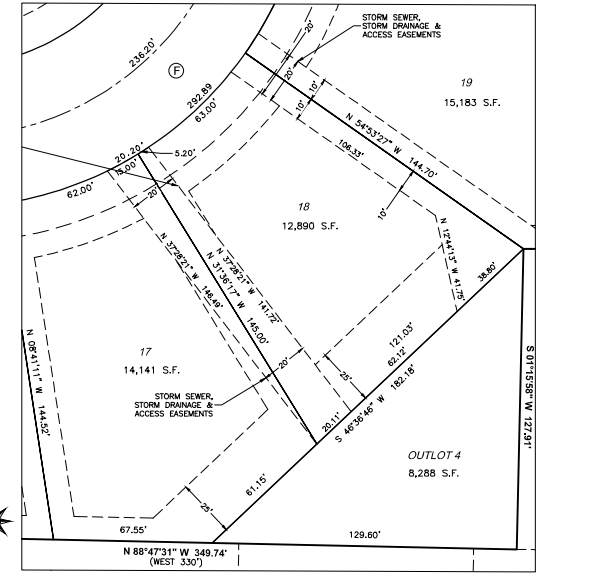 STORM SEWER,
STORM DRAINAGE &
ACCESS EASEMENTS
20'
236.20'
F
20'
10'
10'
19
15,183 S.F.
292.89
63.00'
N 54°53'27" W 144.70'
106.33'
20.20'
5.20'
15.00'
62.00'
20'
18
12,890 S.F.
10'
N 12°44'13" W 41.75'
38.80'
N 37°28'21" W 146.49'
N 31°36'17" W 145.00'
N 37°28'21" W 141.72'
N 08°41'11" W 144.52'
17
14,141 S.F.
121.03'
62.12'
S 01°15'58" W 127.91'
20'
25'
STORM SEWER,
STORM DRAINAGE &
ACCESS EASEMENTS
20.11'
S 46°36'46" W 182.18'
OUTLOT 4
8,288 S.F.
61.15'
25'
67.55'
129.60'
N 88°47'31" W 349.74'
(WEST 330')